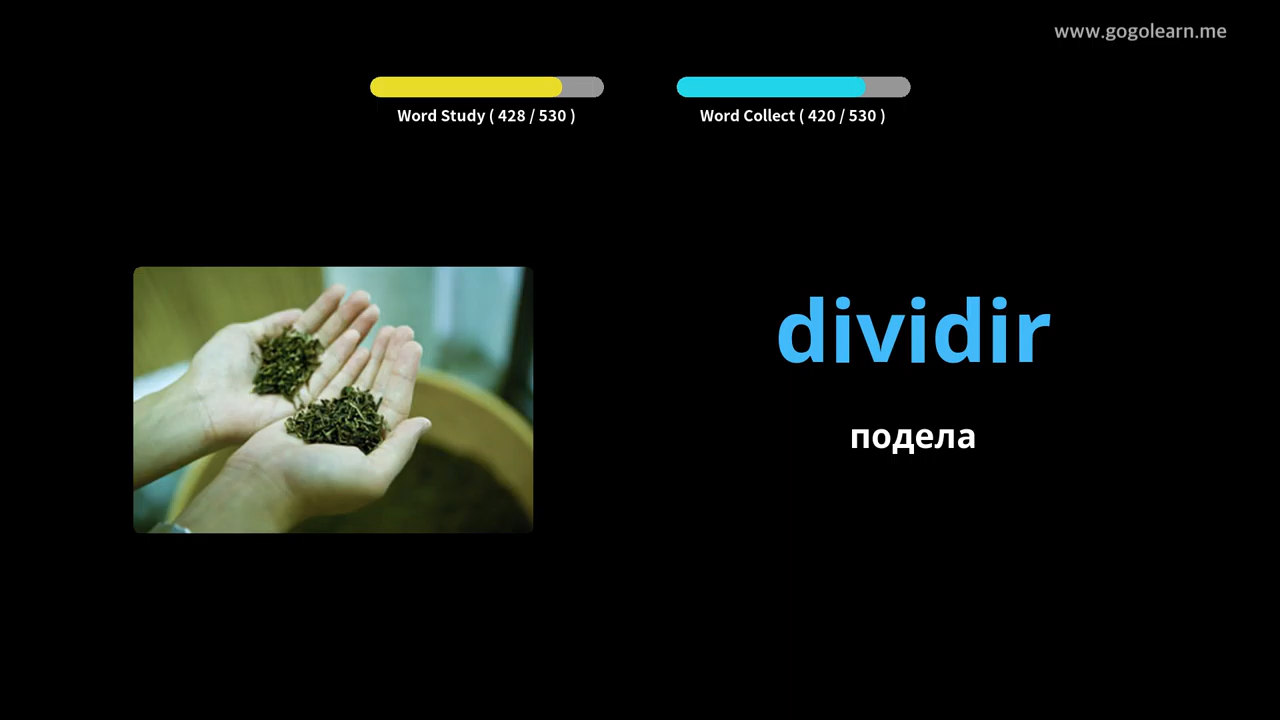 www.gogolearn.me
Word Study ( 428 / 530 )
Word Collect ( 420 / 530 )
dividir
подела